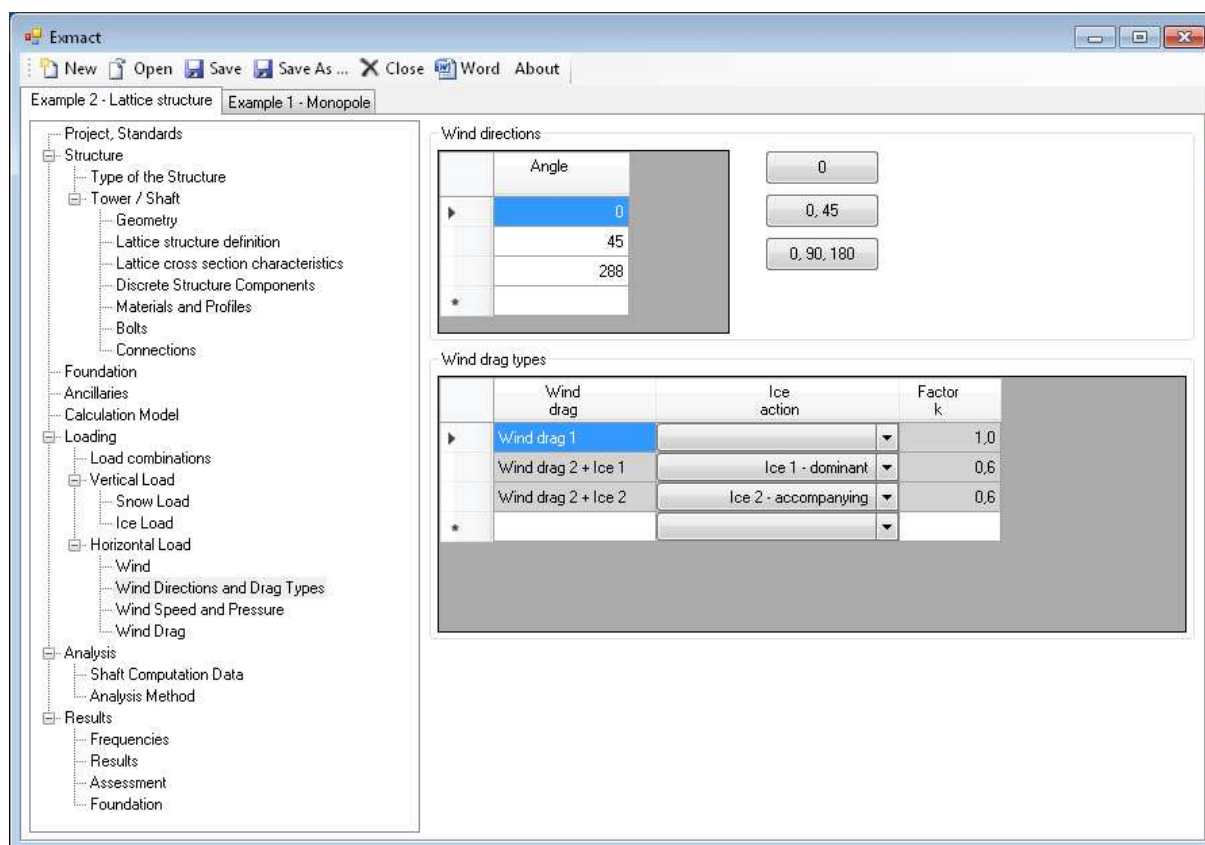 Exmact
New Open Save Save As ... Close Word About
Example 2 - Lattice structure Example 1 - Monopole
Project, Standards
Structure
Type of the Structure
Tower / Shaft
Geometry
Lattice structure definition
Lattice cross section characteristics
Discrete Structure Components
Materials and Profiles
Bolts
Connections
Foundation
Ancillaries
Calculation Model
Loading
Load combinations
Vertical Load
Snow Load
Ice Load
Horizontal Load
Wind
Wind Directions and Drag Types
Wind Speed and Pressure
Wind Drag
Analysis
Shaft Computation Data
Analysis Method
Results
Frequencies
Results
Assessment
Foundation
Wind directions
Angle
0
45
288
*
0
0, 45
0, 90, 180
Wind drag types
Wind drag Ice action Factor k
Wind drag 1 1,0
Wind drag 2 + Ice 1 Ice 1 - dominant 0,6
Wind drag 2 + Ice 2 Ice 2 - accompanying 0,6
*